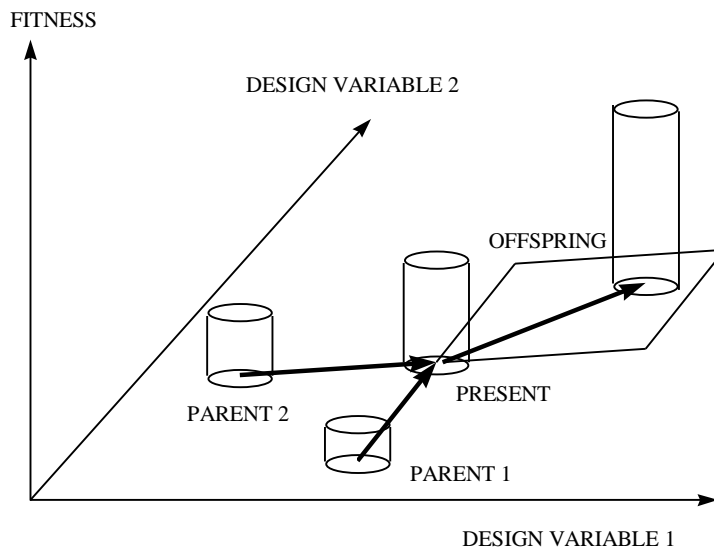 FITNESS
DESIGN VARIABLE 2
OFFSPRING
PRESENT
PARENT 2
PARENT 1
DESIGN VARIABLE 1